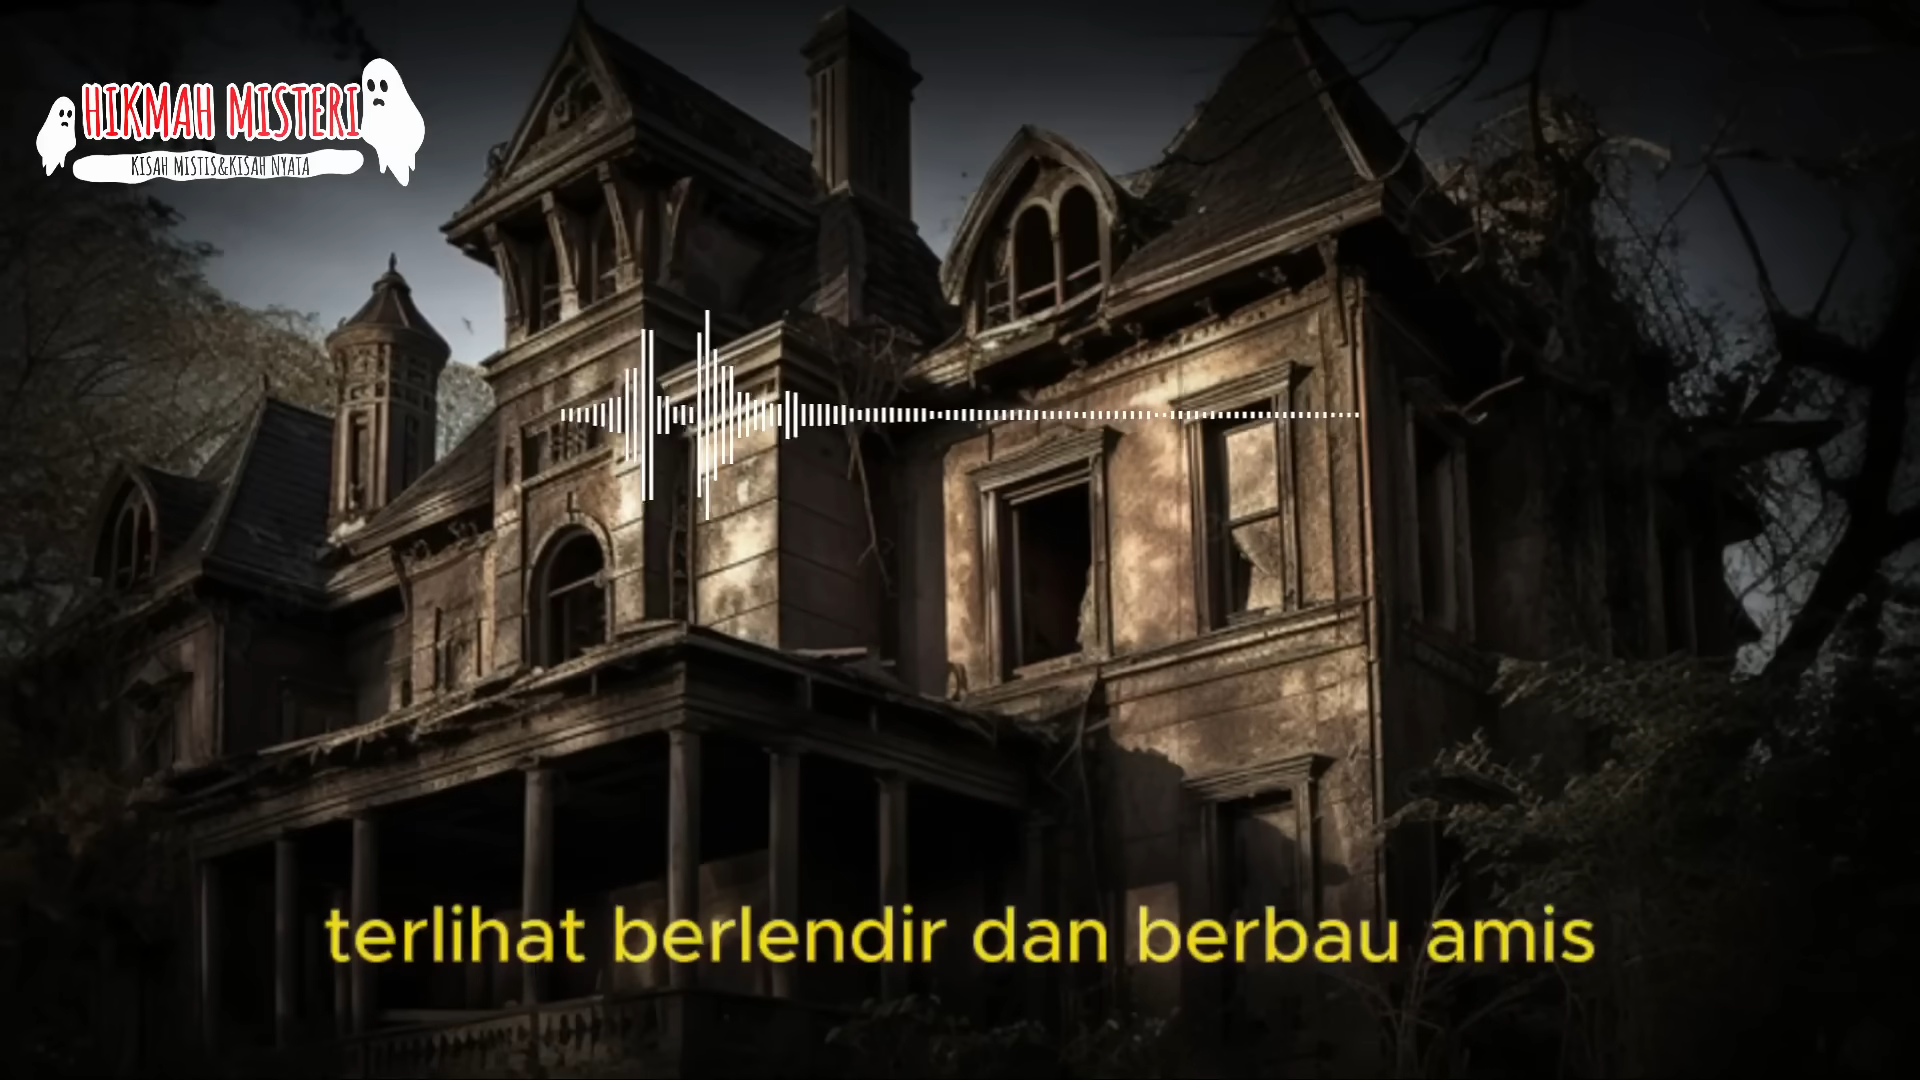 HIKMAH MISTERI
KISAH MISTIS&KISAH NYATA
terlihat berlendir dan berbau amis